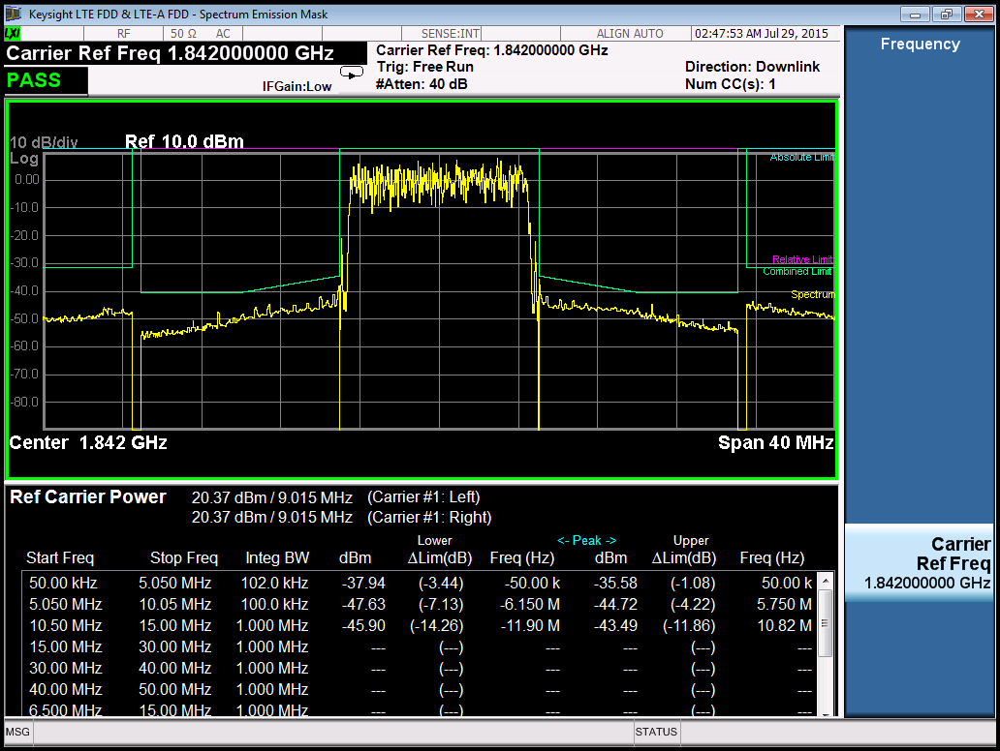 Keysight LTE FDD & LTE-A FDD - Spectrum Emission Mask
LXI RF 50 Ω AC SENSE:INT ALIGN AUTO 02:47:53 AM Jul 29, 2015
Carrier Ref Freq 1.842000000 GHz
Carrier Ref Freq: 1.842000000 GHz
Trig: Free Run Direction: Downlink
PASS
IFGain:Low #Atten: 40 dB Num CC(s): 1
Frequency
10 dB/div Ref 10.0 dBm
Log
Absolute Limit
0.00
-10.0
-20.0
-30.0
Relative Limit
Combined Limit
-40.0
Spectrum
-50.0
-60.0
-70.0
-80.0
Center 1.842 GHz Span 40 MHz
Ref Carrier Power 20.37 dBm / 9.015 MHz (Carrier #1: Left)
20.37 dBm / 9.015 MHz (Carrier #1: Right)
Lower <- Peak -> Upper
Start Freq Stop Freq Integ BW dBm ΔLim(dB) Freq (Hz) dBm ΔLim(dB) Freq (Hz)
50.00 kHz 5.050 MHz 102.0 kHz -37.94 (-3.44) -50.00 k -35.58 (-1.08) 50.00 k
5.050 MHz 10.05 MHz 100.0 kHz -47.63 (-7.13) -6.150 M -44.72 (-4.22) 5.750 M
10.50 MHz 15.00 MHz 1.000 MHz -45.90 (-14.26) -11.90 M -43.49 (-11.86) 10.82 M
15.00 MHz 30.00 MHz 1.000 MHz --- (---) --- --- (---) ---
30.00 MHz 40.00 MHz 1.000 MHz --- (---) --- --- (---) ---
40.00 MHz 50.00 MHz 1.000 MHz --- (---) --- --- (---) ---
6.500 MHz 15.00 MHz 1.000 MHz --- (---) --- --- (---) ---
Carrier
Ref Freq
1.842000000 GHz
MSG STATUS